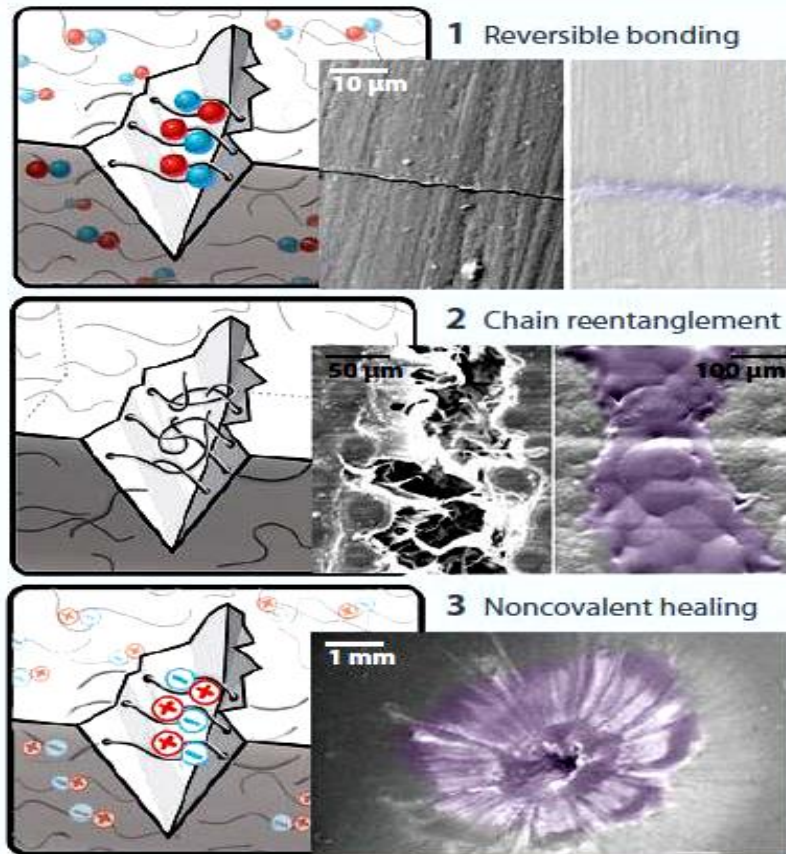 1 Reversible bonding
10 µm
2 Chain reentanglement
50 µm
100 µm
3 Noncovalent healing
1 mm